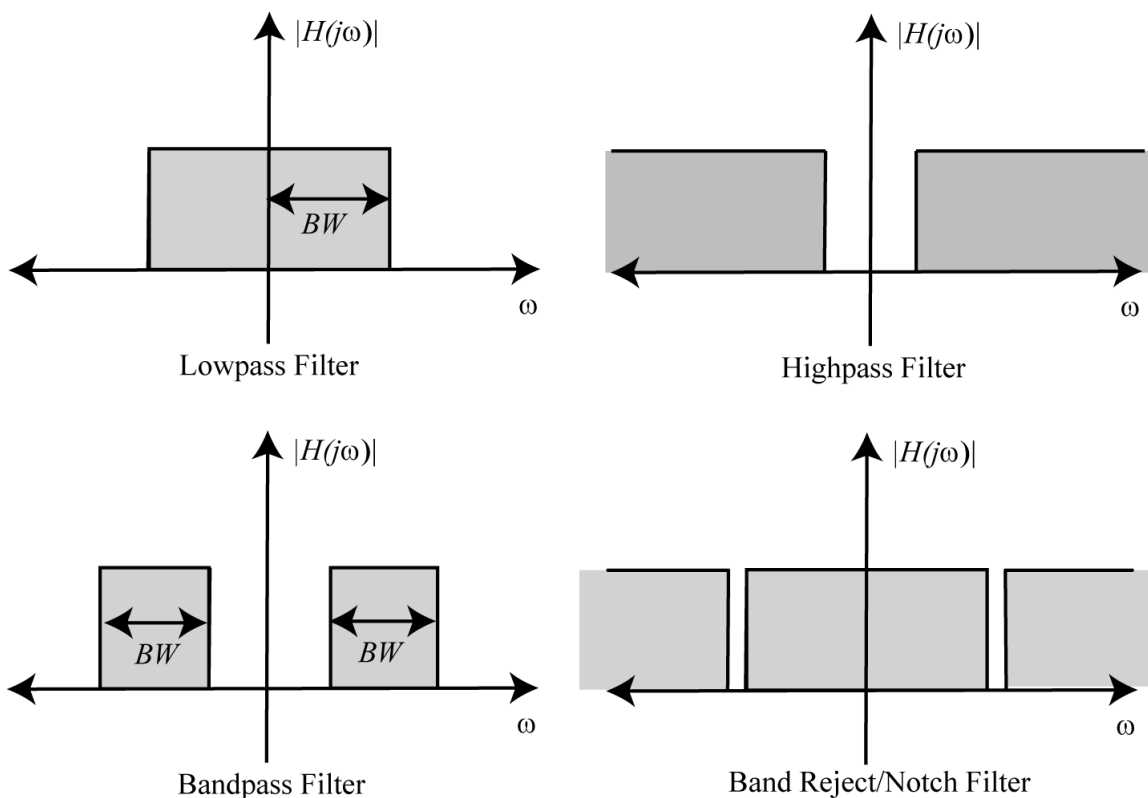 |H(jω)|
BW
ω
Lowpass Filter
|H(jω)|
ω
Highpass Filter
|H(jω)|
BW
BW
ω
Bandpass Filter
|H(jω)|
ω
Band Reject/Notch Filter